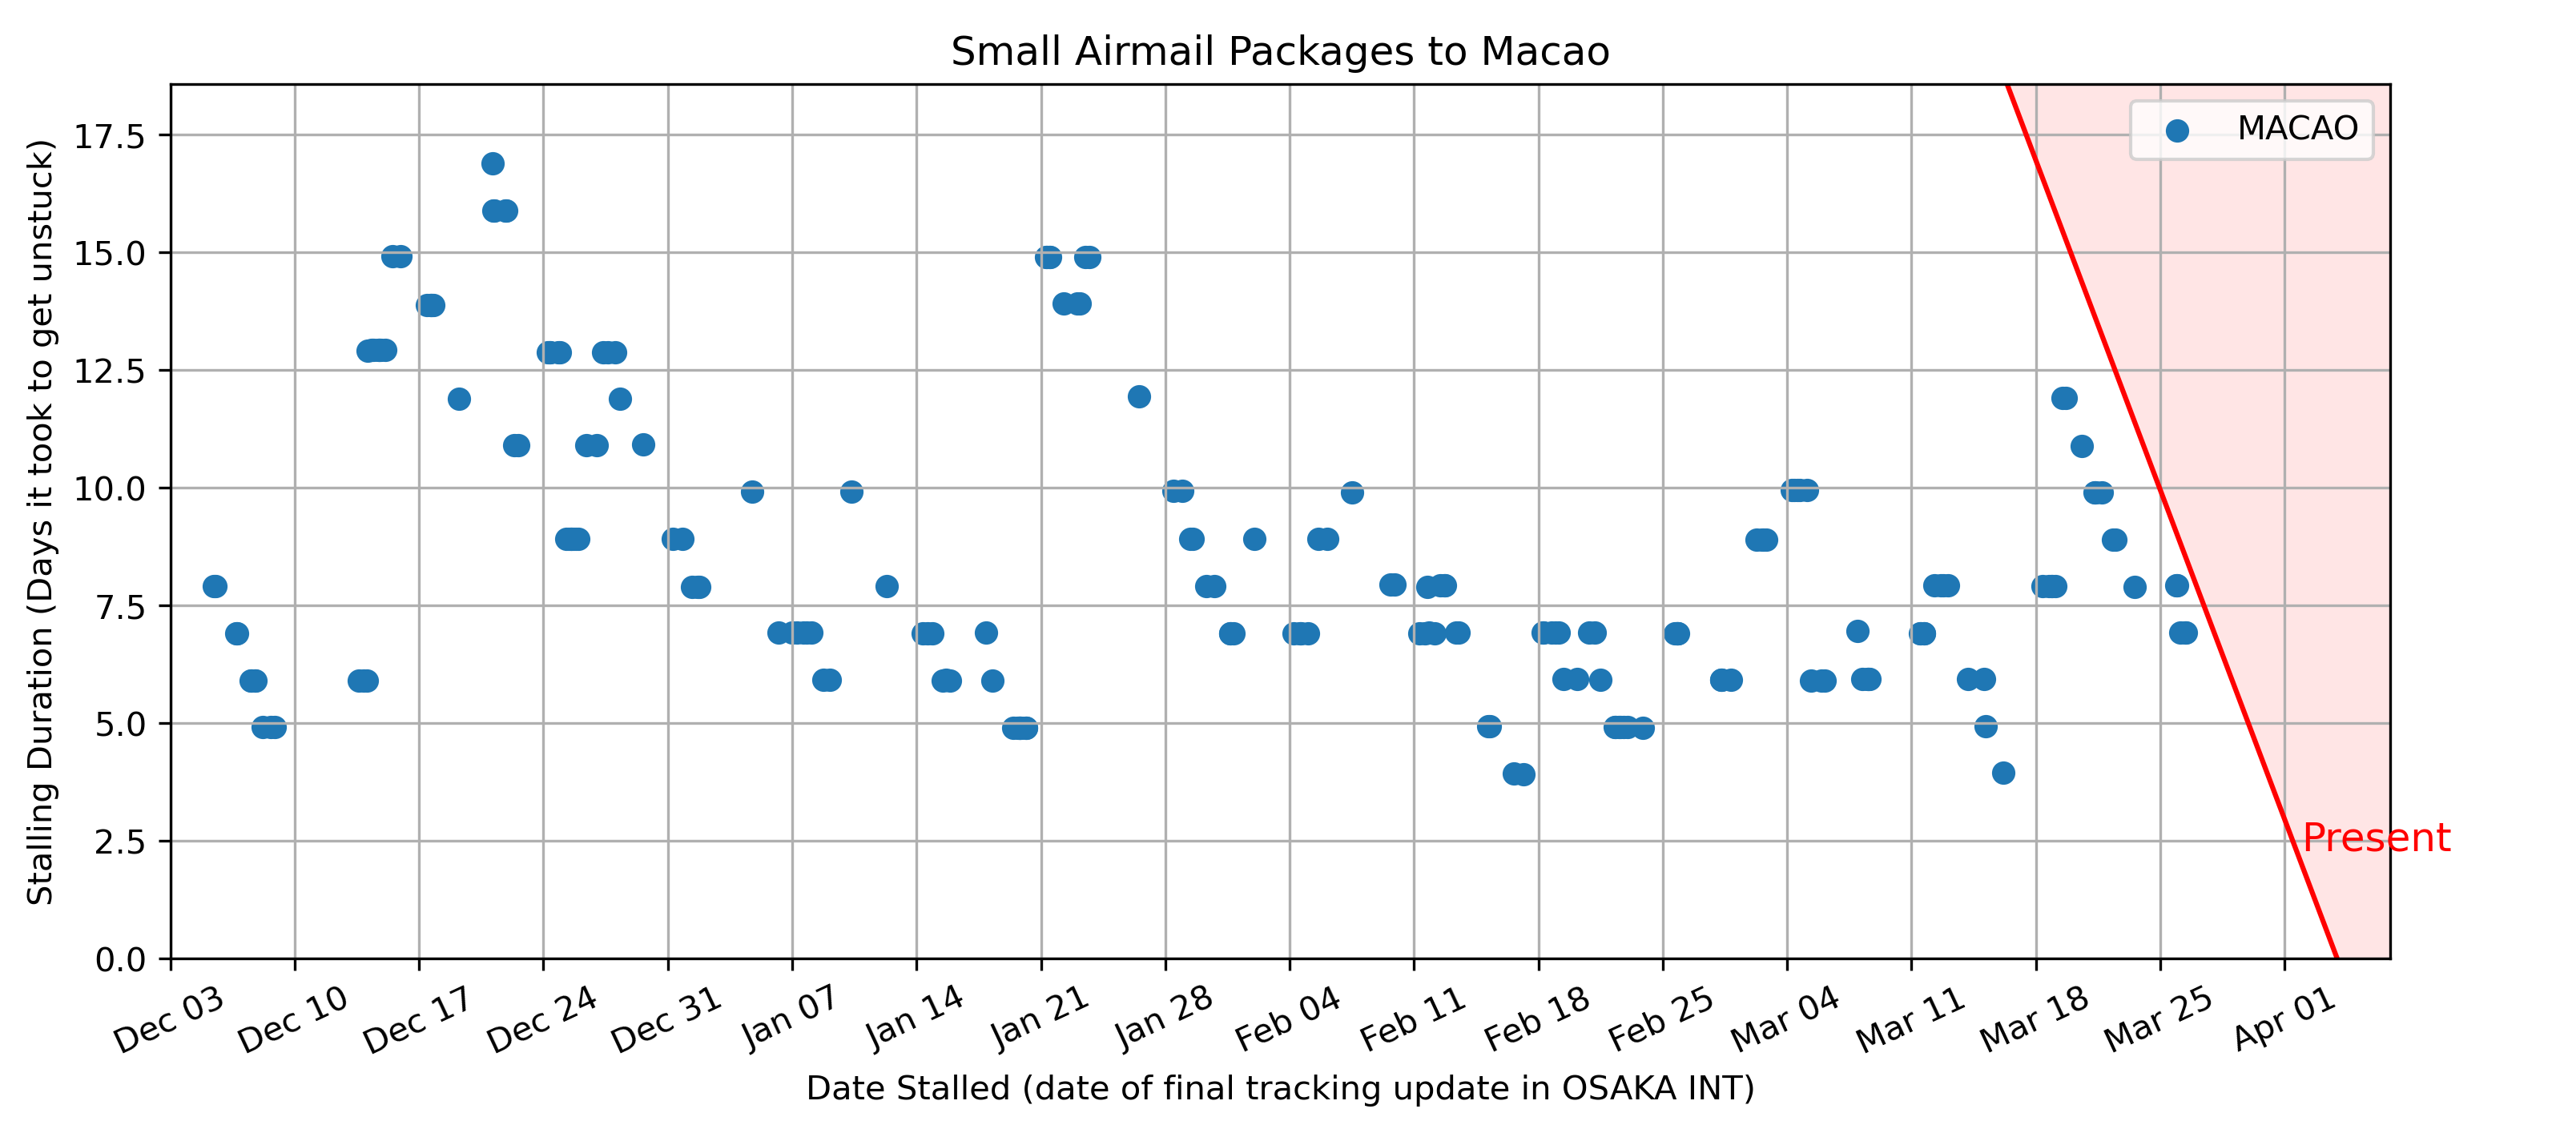 Small Airmail Packages to Macao
MACAO
Stalling Duration (Days it took to get unstuck)
17.5
15.0
12.5
10.0
7.5
5.0
2.5
0.0
Present
Dec 03
Dec 10
Dec 17
Dec 24
Dec 31
Jan 07
Jan 14
Jan 21
Jan 28
Feb 04
Feb 11
Feb 18
Feb 25
Mar 04
Mar 11
Mar 18
Mar 25
Apr 01
Date Stalled (date of final tracking update in OSAKA INT)